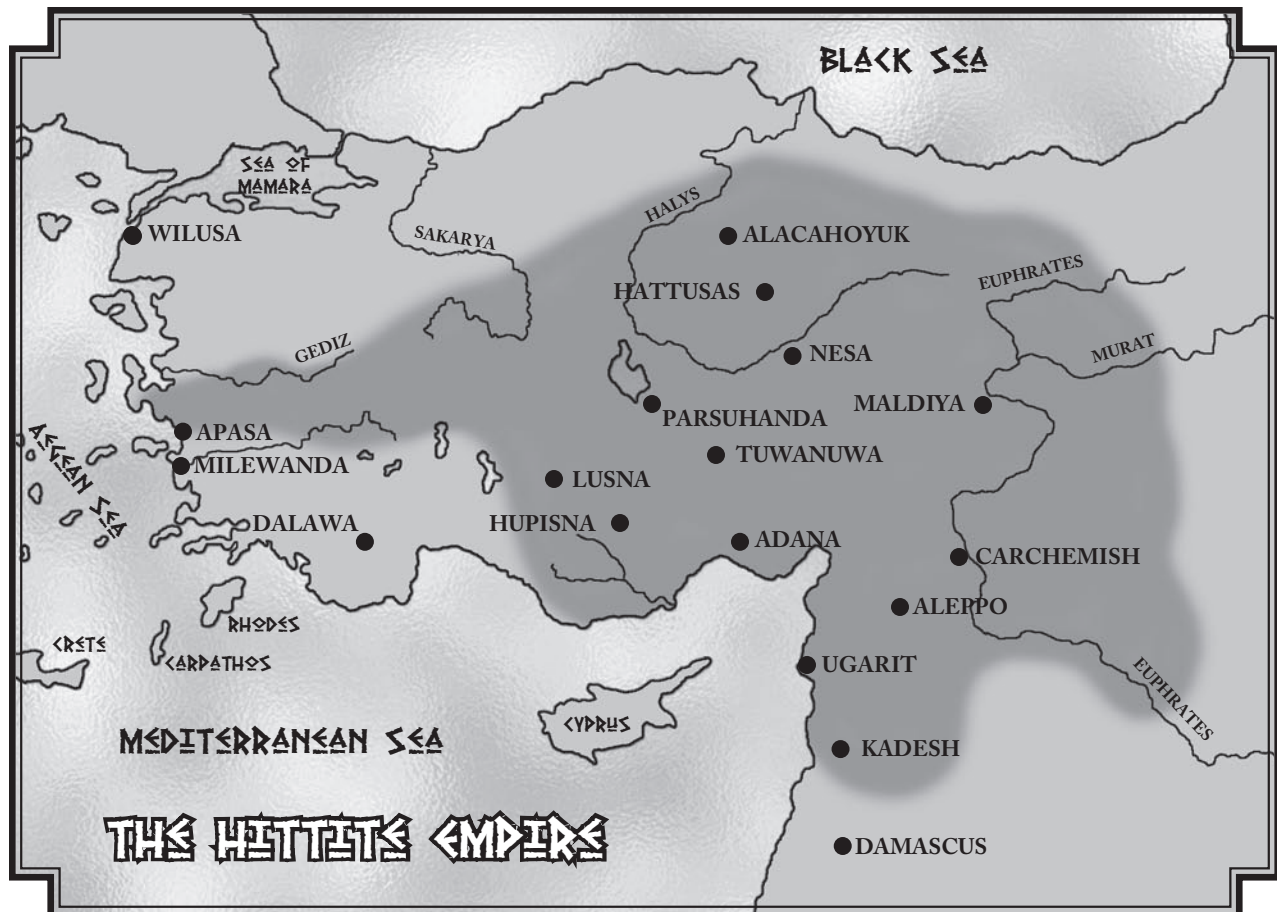 BLACK SEA
SEA OF
MAMARA
WILUSA
SAKARYA
HALYS
ALACAHOYUK
HATTUSAS
EUPHRATES
MURAT
GEDIZ
NESA
MALDIYA
PARSUHANDA
APASA
MILEWANDA
TUWANUWA
LUSNA
AEGEAN SEA
DALAWA
HUPISNA
ADANA
CARCHEMISH
ALEPPO
RHODES
CRETE
CARPATHOS
UGARIT
EUPHRATES
CYPRUS
MEDITERRANEAN SEA
KADESH
THE HITTITE EMPIRE
DAMASCUS